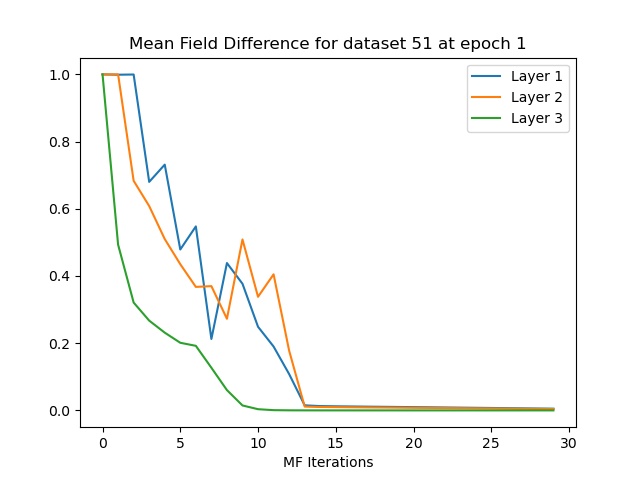 Mean Field Difference for dataset 51 at epoch 1
Layer 1
Layer 2
Layer 3
1.0
0.8
0.6
0.4
0.2
0.0
0 5 10 15 20 25 30
MF Iterations